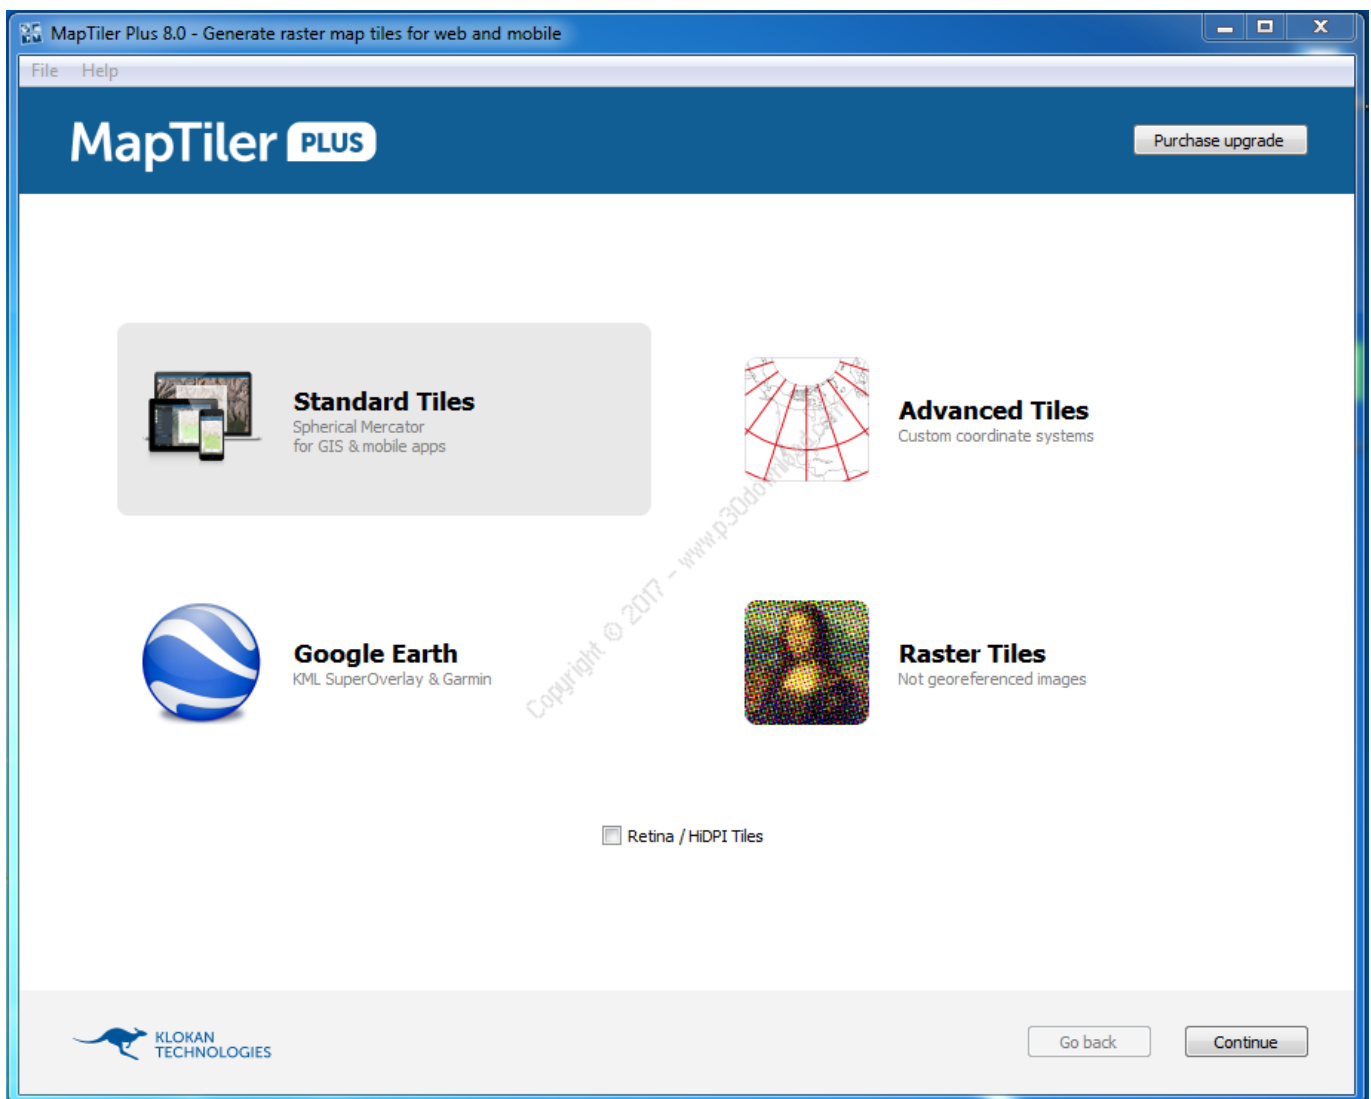 MapTiler Plus 8.0 - Generate raster map tiles for web and mobile
File Help
MapTiler PLUS
Purchase upgrade
Standard Tiles
Spherical Mercator
for GIS & mobile apps
Advanced Tiles
Custom coordinate systems
Google Earth
KML SuperOverlay & Garmin
Raster Tiles
Not georeferenced images
Copyright © 2017 - www.p30download.com
Retina / HiDPI Tiles
KLOKAN
TECHNOLOGIES
Go back
Continue